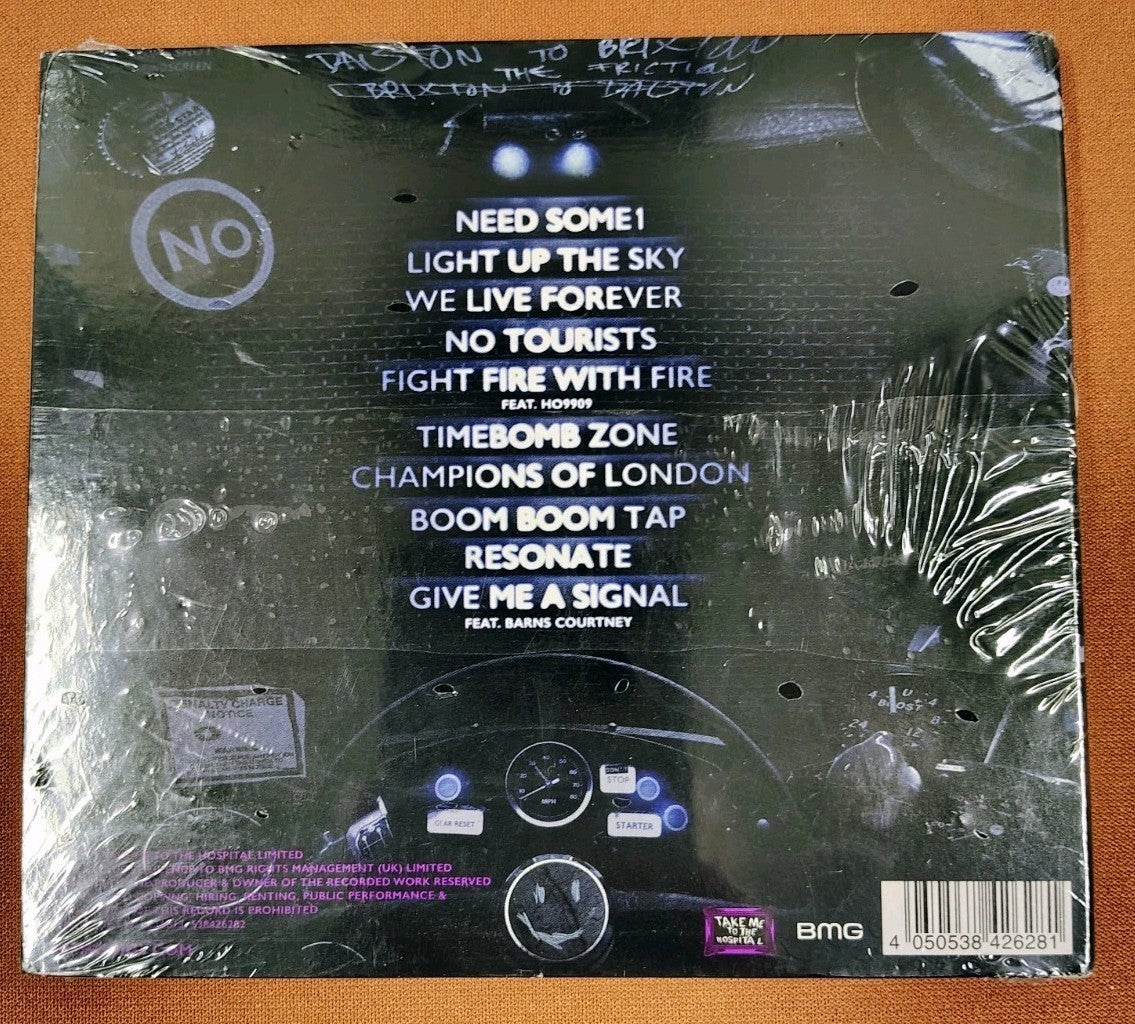 DALSTON TO BRIXTON
THE FRICTION
BRIXTON TO DALSTON
NO
NEED SOME1
LIGHT UP THE SKY
WE LIVE FOREVER
NO TOURISTS
FIGHT FIRE WITH FIRE
FEAT. HO9909
TIMEBOMB ZONE
CHAMPIONS OF LONDON
BOOM BOOM TAP
RESONATE
GIVE ME A SIGNAL
FEAT. BARNS COURTNEY
PENALTY CHARGE
NOTICE
MPH
GEAR RESET
STOP
STARTER
TO THE HOSPITAL LIMITED
TO BMG RIGHTS MANAGEMENT (UK) LIMITED
PRODUCER & OWNER OF THE RECORDED WORK RESERVED
COPYING, HIRING, RENTING, PUBLIC PERFORMANCE &
THIS RECORD IS PROHIBITED
538426282
TAKE ME
TO THE
HOSPITAL
BMG
4 050538 426281